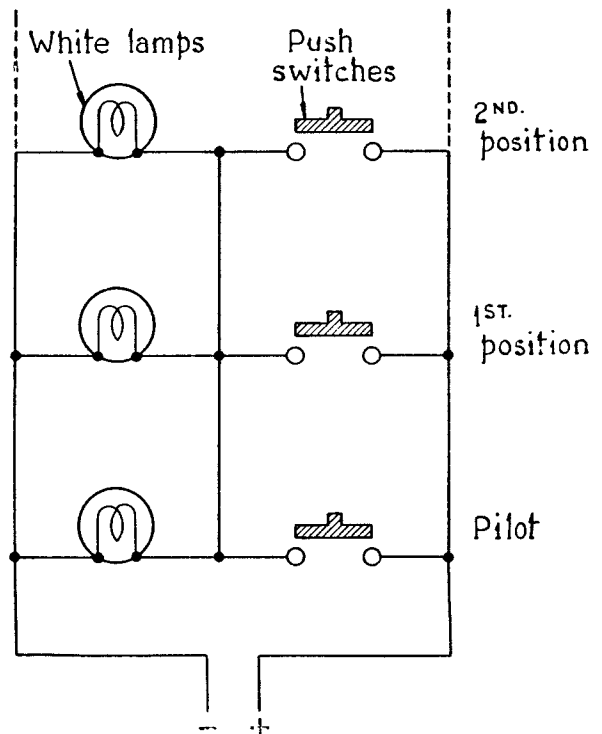 White lamps
Push
switches
2ND.
position
1ST.
position
Pilot